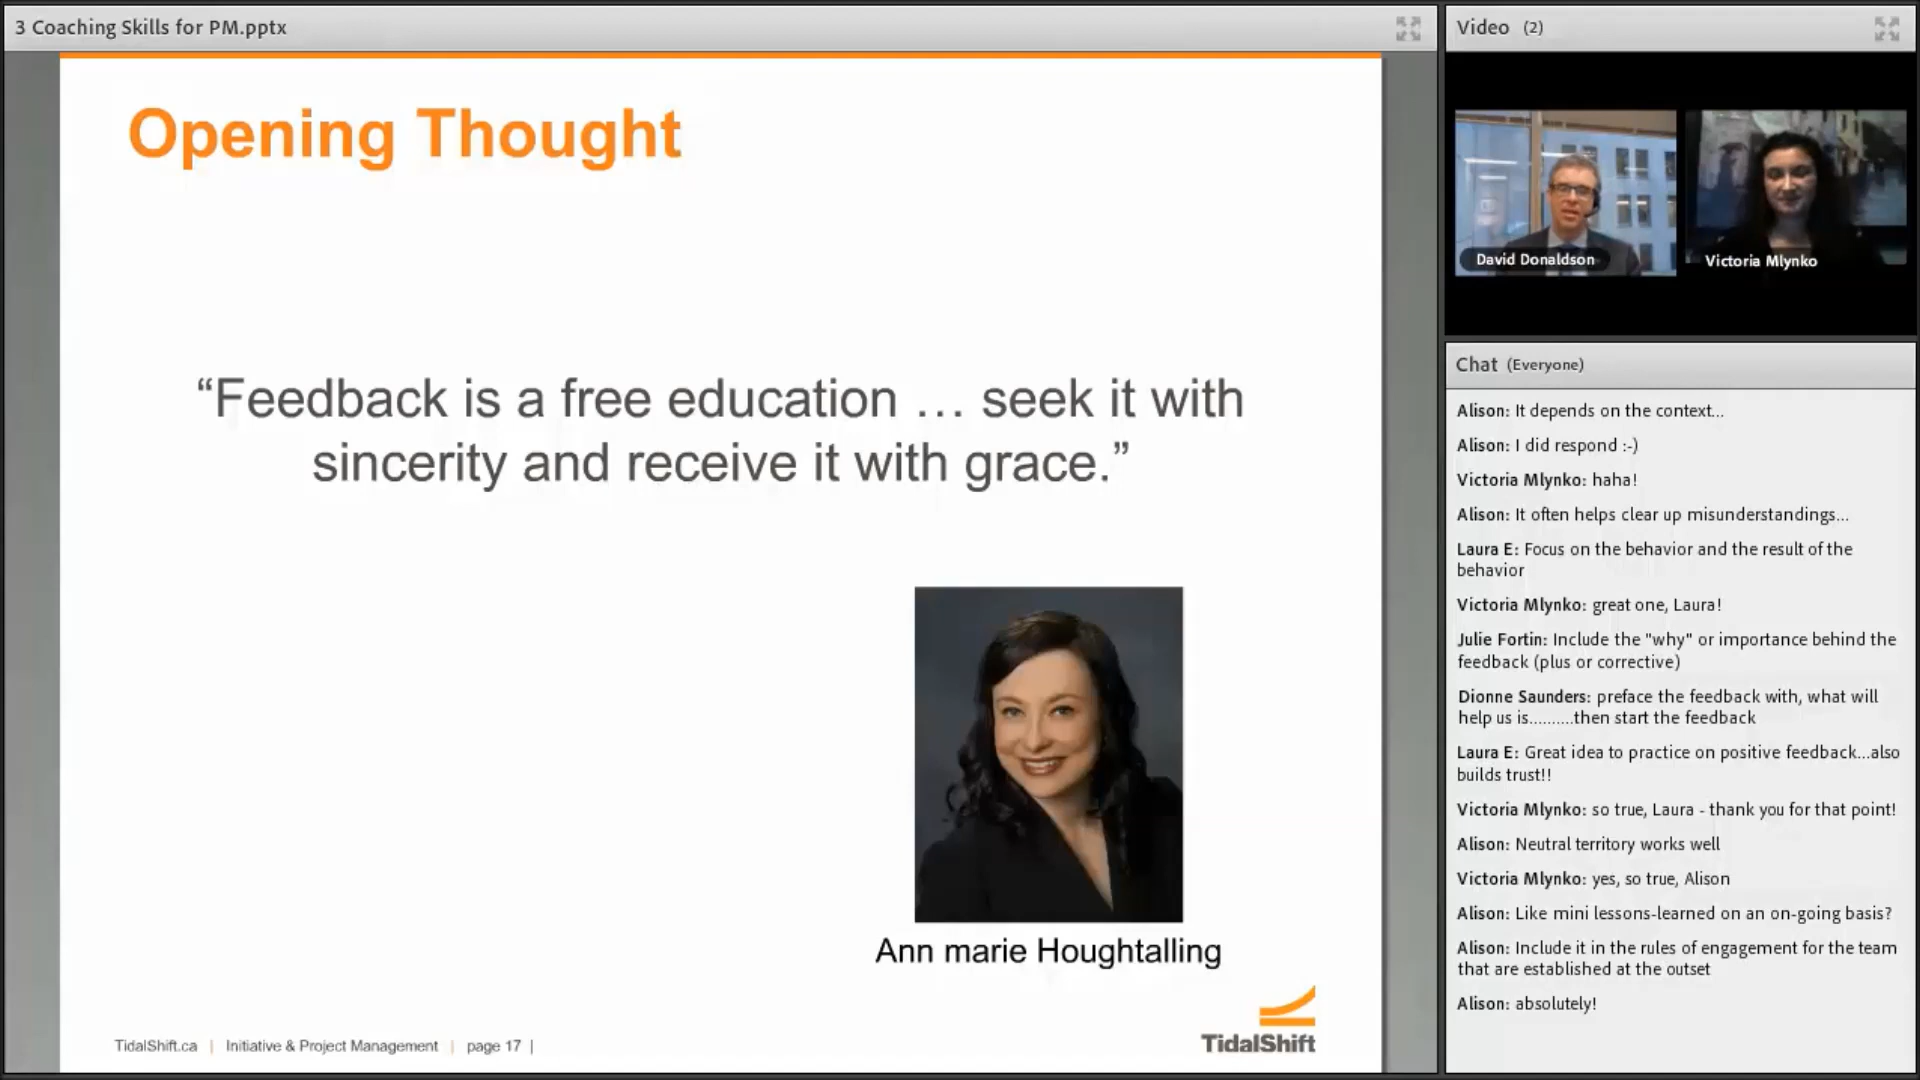 3 Coaching Skills for PM.pptx
Opening Thought
“Feedback is a free education … seek it with
sincerity and receive it with grace.”
Ann marie Houghtalling
TidalShift.ca | Initiative & Project Management | page 17 |
TidalShift
Video (2)
David Donaldson
Victoria Mlynko
Chat (Everyone)
Alison: It depends on the context...
Alison: I did respond :-)
Victoria Mlynko: haha!
Alison: It often helps clear up misunderstandings...
Laura E: Focus on the behavior and the result of the
behavior
Victoria Mlynko: great one, Laura!
Julie Fortin: Include the "why" or importance behind the
feedback (plus or corrective)
Dionne Saunders: preface the feedback with, what will
help us is..........then start the feedback
Laura E: Great idea to practice on positive feedback...also
builds trust!!
Victoria Mlynko: so true, Laura - thank you for that point!
Alison: Neutral territory works well
Victoria Mlynko: yes, so true, Alison
Alison: Like mini lessons-learned on an on-going basis?
Alison: Include it in the rules of engagement for the team
that are established at the outset
Alison: absolutely!